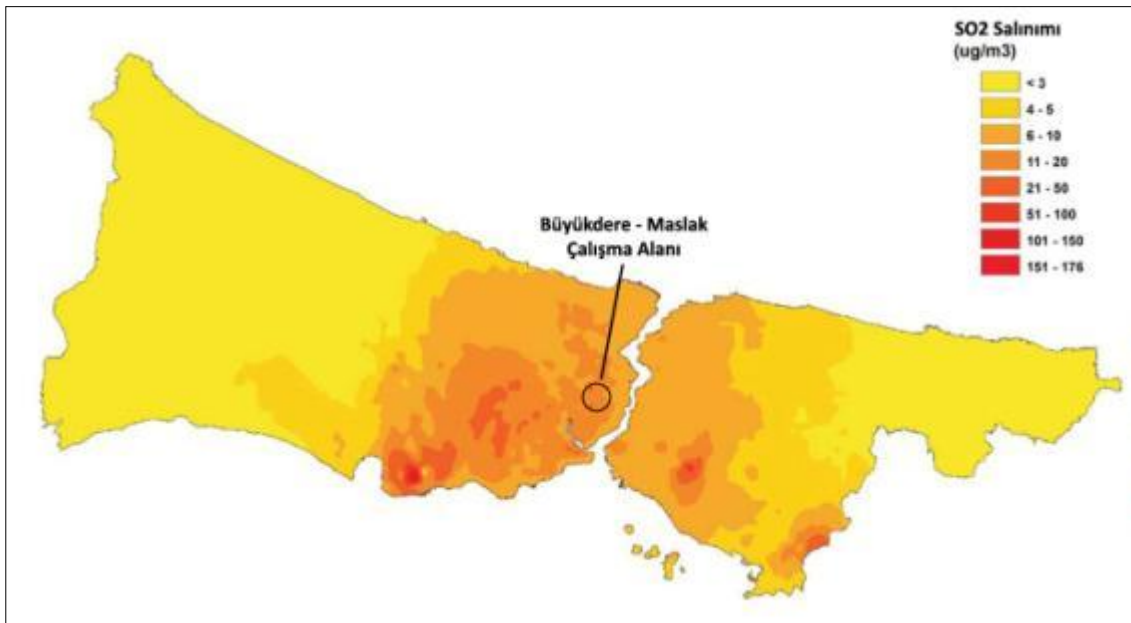 SO2 Salınımı
(ug/m3)
< 3
4 - 5
6 - 10
11 - 20
21 - 50
51 - 100
101 - 150
151 - 176
Büyükdere - Maslak
Çalışma Alanı